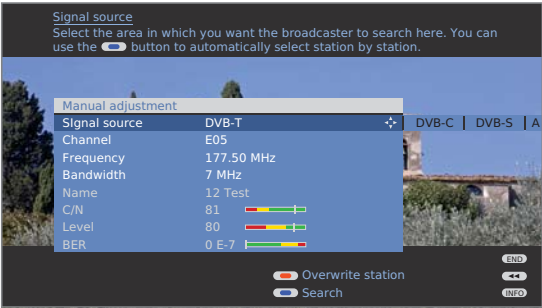 Signal source
Select the area in which you want the broadcaster to search here. You can
use the button to automatically select station by station.
Manual adjustment
SIgnal source DVB-T DVB-C DVB-S A
Channel E05
Frequency 177.50 MHz
Bandwidth 7 MHz
Name 12 Test
C/N 81
Level 80
BER 0 E-7
END
Overwrite station
Search INFO